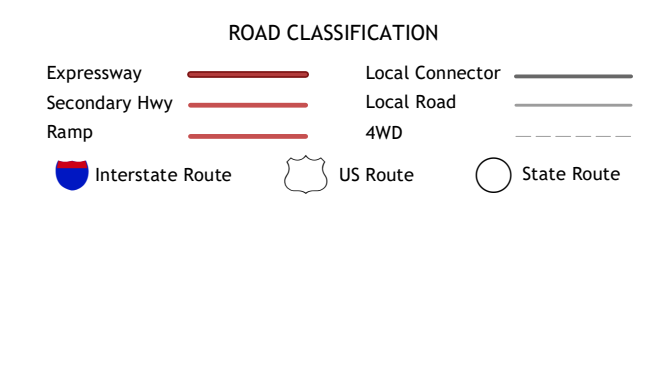 ROAD CLASSIFICATION
Expressway
Local Connector
Secondary Hwy
Local Road
Ramp
4WD
Interstate Route
US Route
State Route